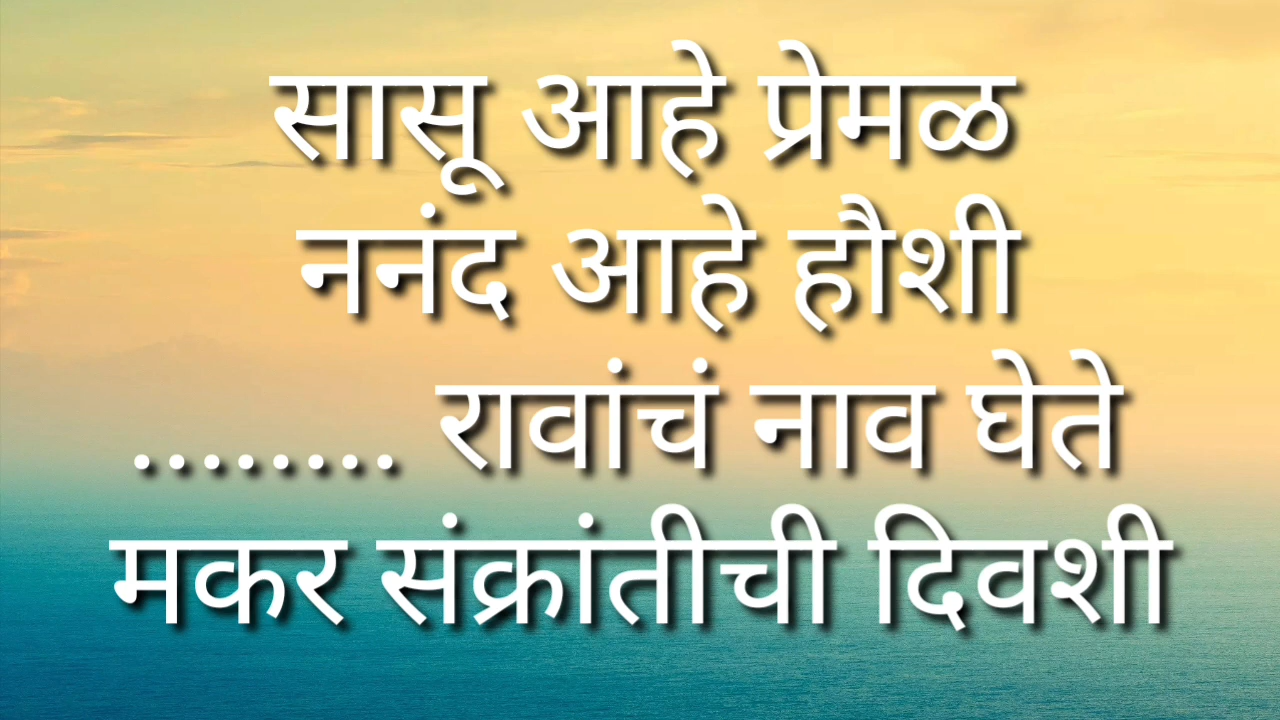 सासू आहे प्रेमळ
ननंद आहे हौशी
........ रावांचं नाव घेते
मकर संक्रांतीची दिवशी